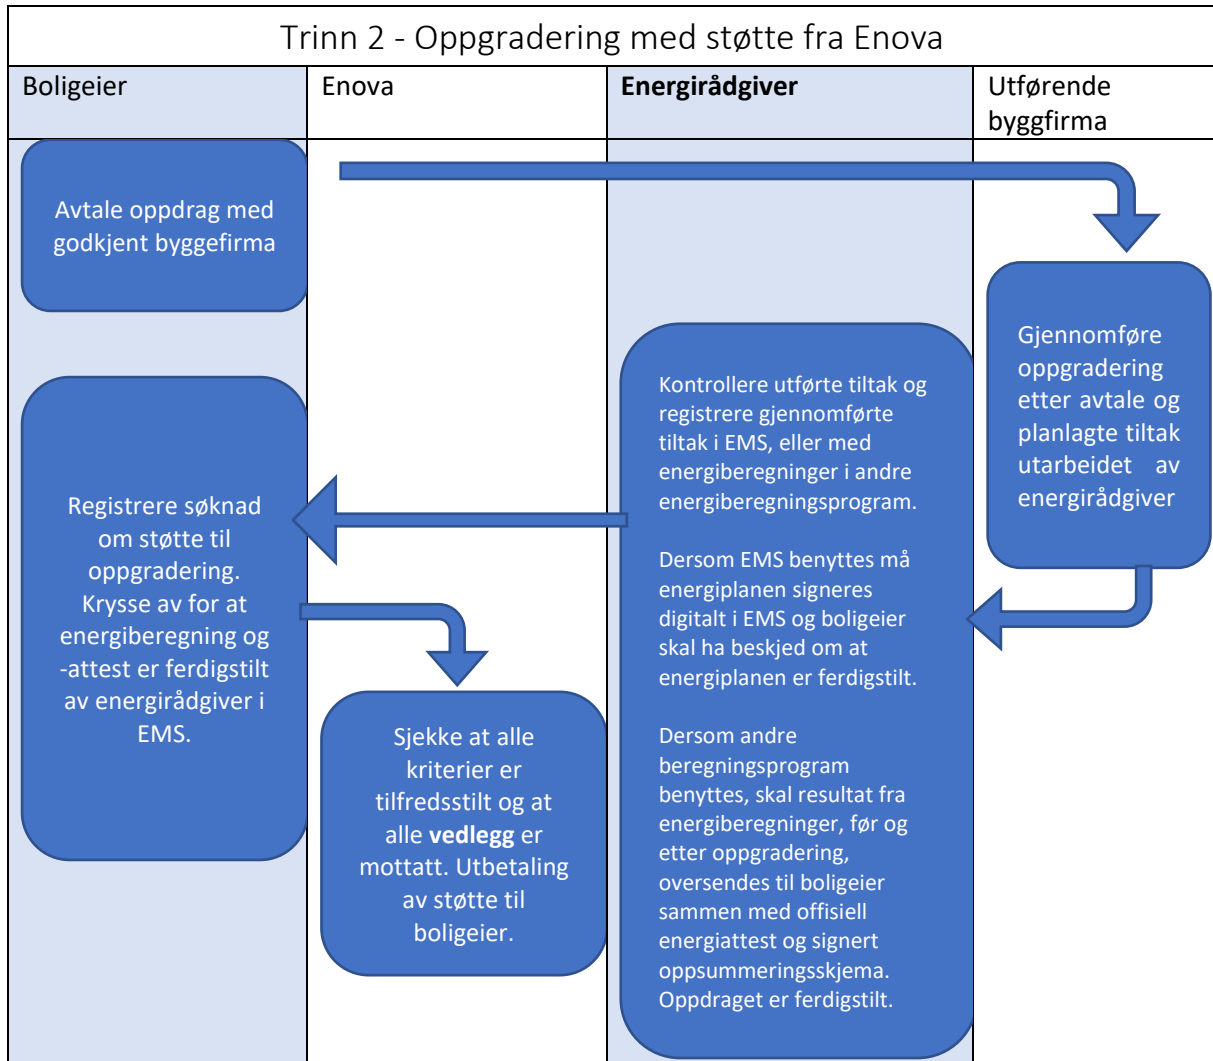 Trinn 2 - Oppgradering med støtte fra Enova
Boligeier
Enova
Energirådgiver
Utførende
byggfirma
Avtale oppdrag med
godkjent byggefirma
Gjennomføre
oppgradering
etter avtale og
planlagte tiltak
utarbeidet av
energirådgiver
Kontrollere utførte tiltak og
registrere gjennomførte
tiltak i EMS, eller med
energiberegninger i andre
energiberegningsprogram.
Dersom EMS benyttes må
energiplanen signeres
digitalt i EMS og boligeier
skal ha beskjed om at
energiplanen er ferdigstilt.
Dersom andre
beregningsprogram
benyttes, skal resultat fra
energiberegninger, før og
etter oppgradering,
oversendes til boligeier
sammen med offisiell
energiattest og signert
oppsummeringsskjema.
Oppdraget er ferdigstilt.
Registrere søknad
om støtte til
oppgradering.
Krysse av for at
energiberegning og
-attest er ferdigstilt
av energirådgiver i
EMS.
Sjekke at alle
kriterier er
tilfredsstilt og at
alle vedlegg er
mottatt. Utbetaling
av støtte til
boligeier.